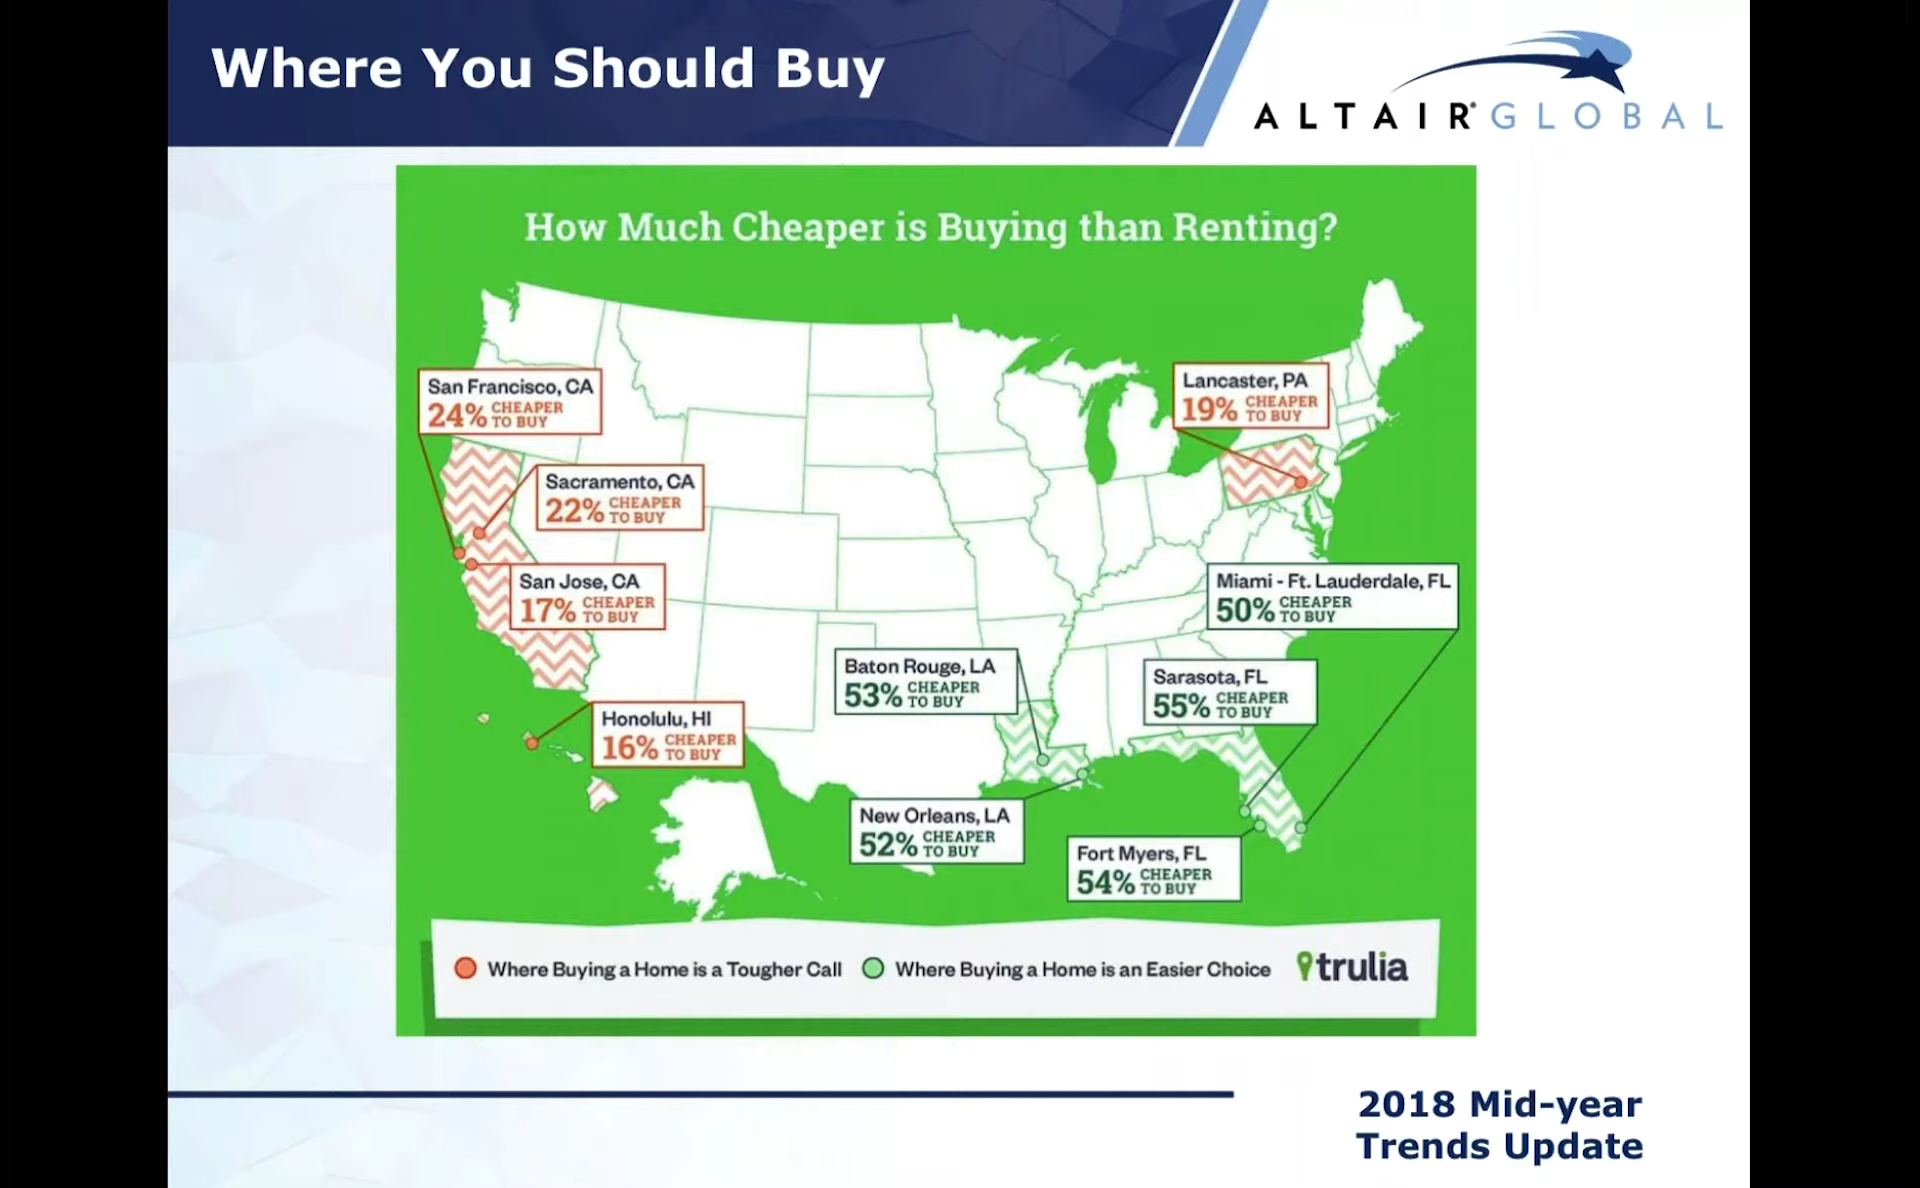 Where You Should Buy
ALTAIR® GLOBAL
How Much Cheaper is Buying than Renting?
San Francisco, CA
24% CHEAPER TO BUY
Lancaster, PA
19% CHEAPER TO BUY
Sacramento, CA
22% CHEAPER TO BUY
San Jose, CA
17% CHEAPER TO BUY
Miami - Ft. Lauderdale, FL
50% CHEAPER TO BUY
Baton Rouge, LA
53% CHEAPER TO BUY
Sarasota, FL
55% CHEAPER TO BUY
Honolulu, HI
16% CHEAPER TO BUY
New Orleans, LA
52% CHEAPER TO BUY
Fort Myers, FL
54% CHEAPER TO BUY
Where Buying a Home is a Tougher Call
Where Buying a Home is an Easier Choice
trulia
2018 Mid-year
Trends Update